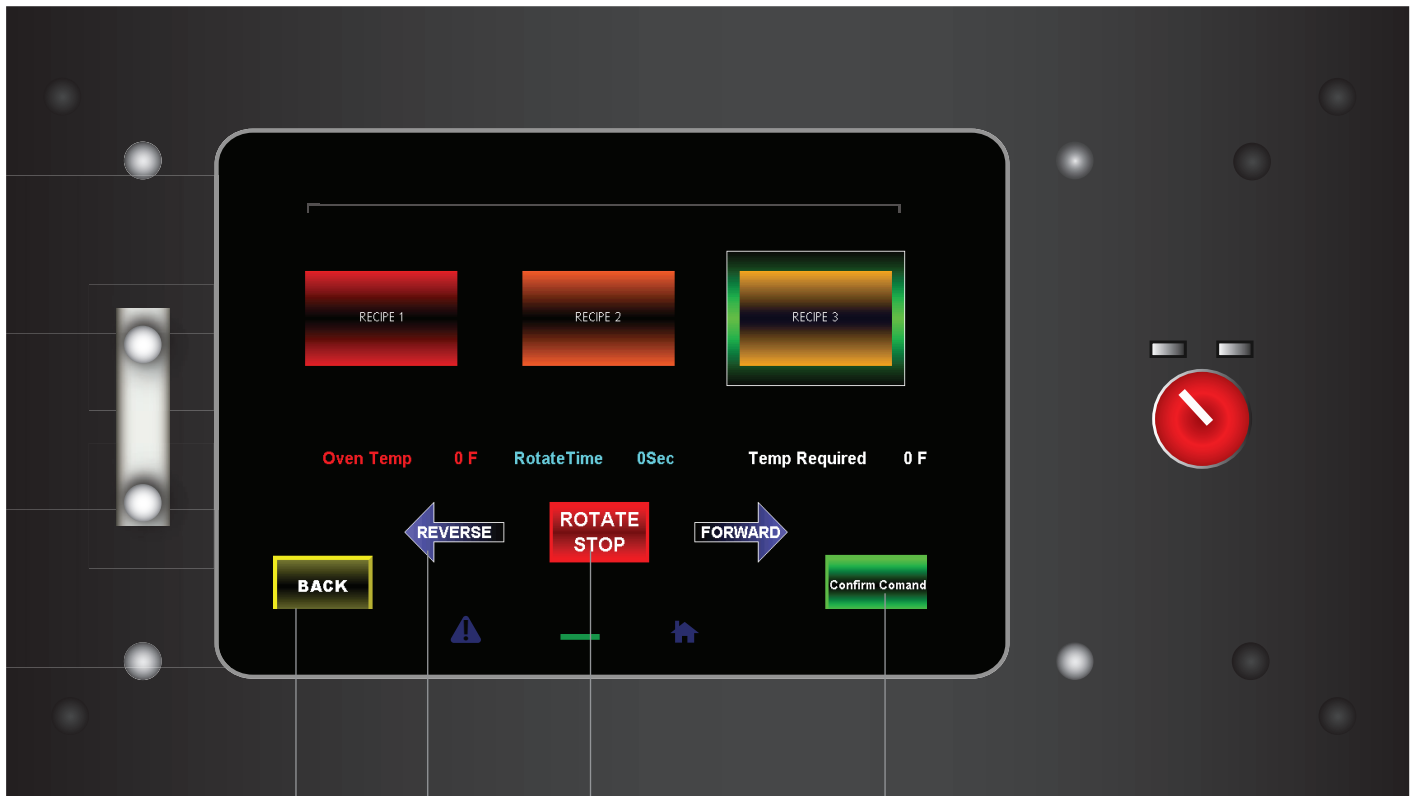 RECIPE 1
RECIPE 2
RECIPE 3
Oven Temp 0 F RotateTime 0Sec Temp Required 0 F
REVERSE
ROTATE
STOP
FORWARD
BACK
Confirm Comand